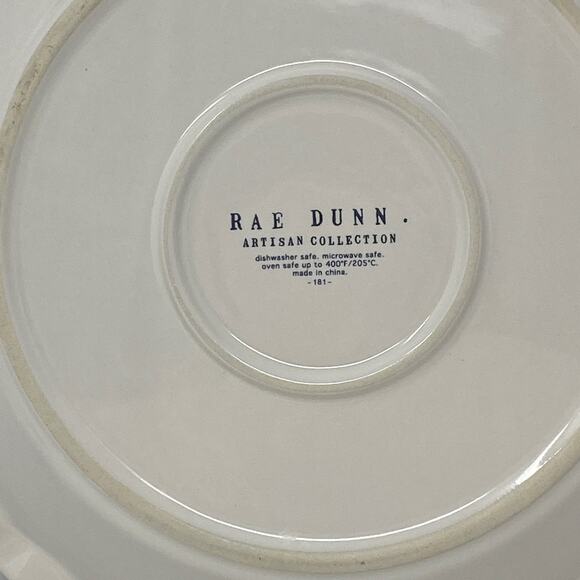 RAE DUNN.
ARTISAN COLLECTION
dishwasher safe. microwave safe.
oven safe up to 400°F/205°C.
made in china.
-181-